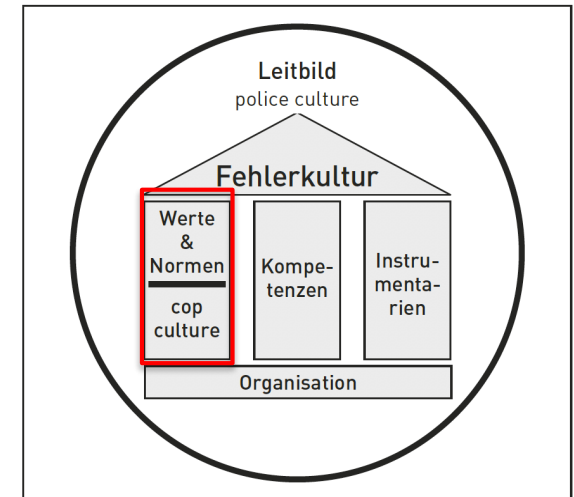 Leitbild
police culture
Fehlerkultur
Werte
&
Normen
cop
culture
Kompe-
tenzen
Instru-
menta-
rien
Organisation